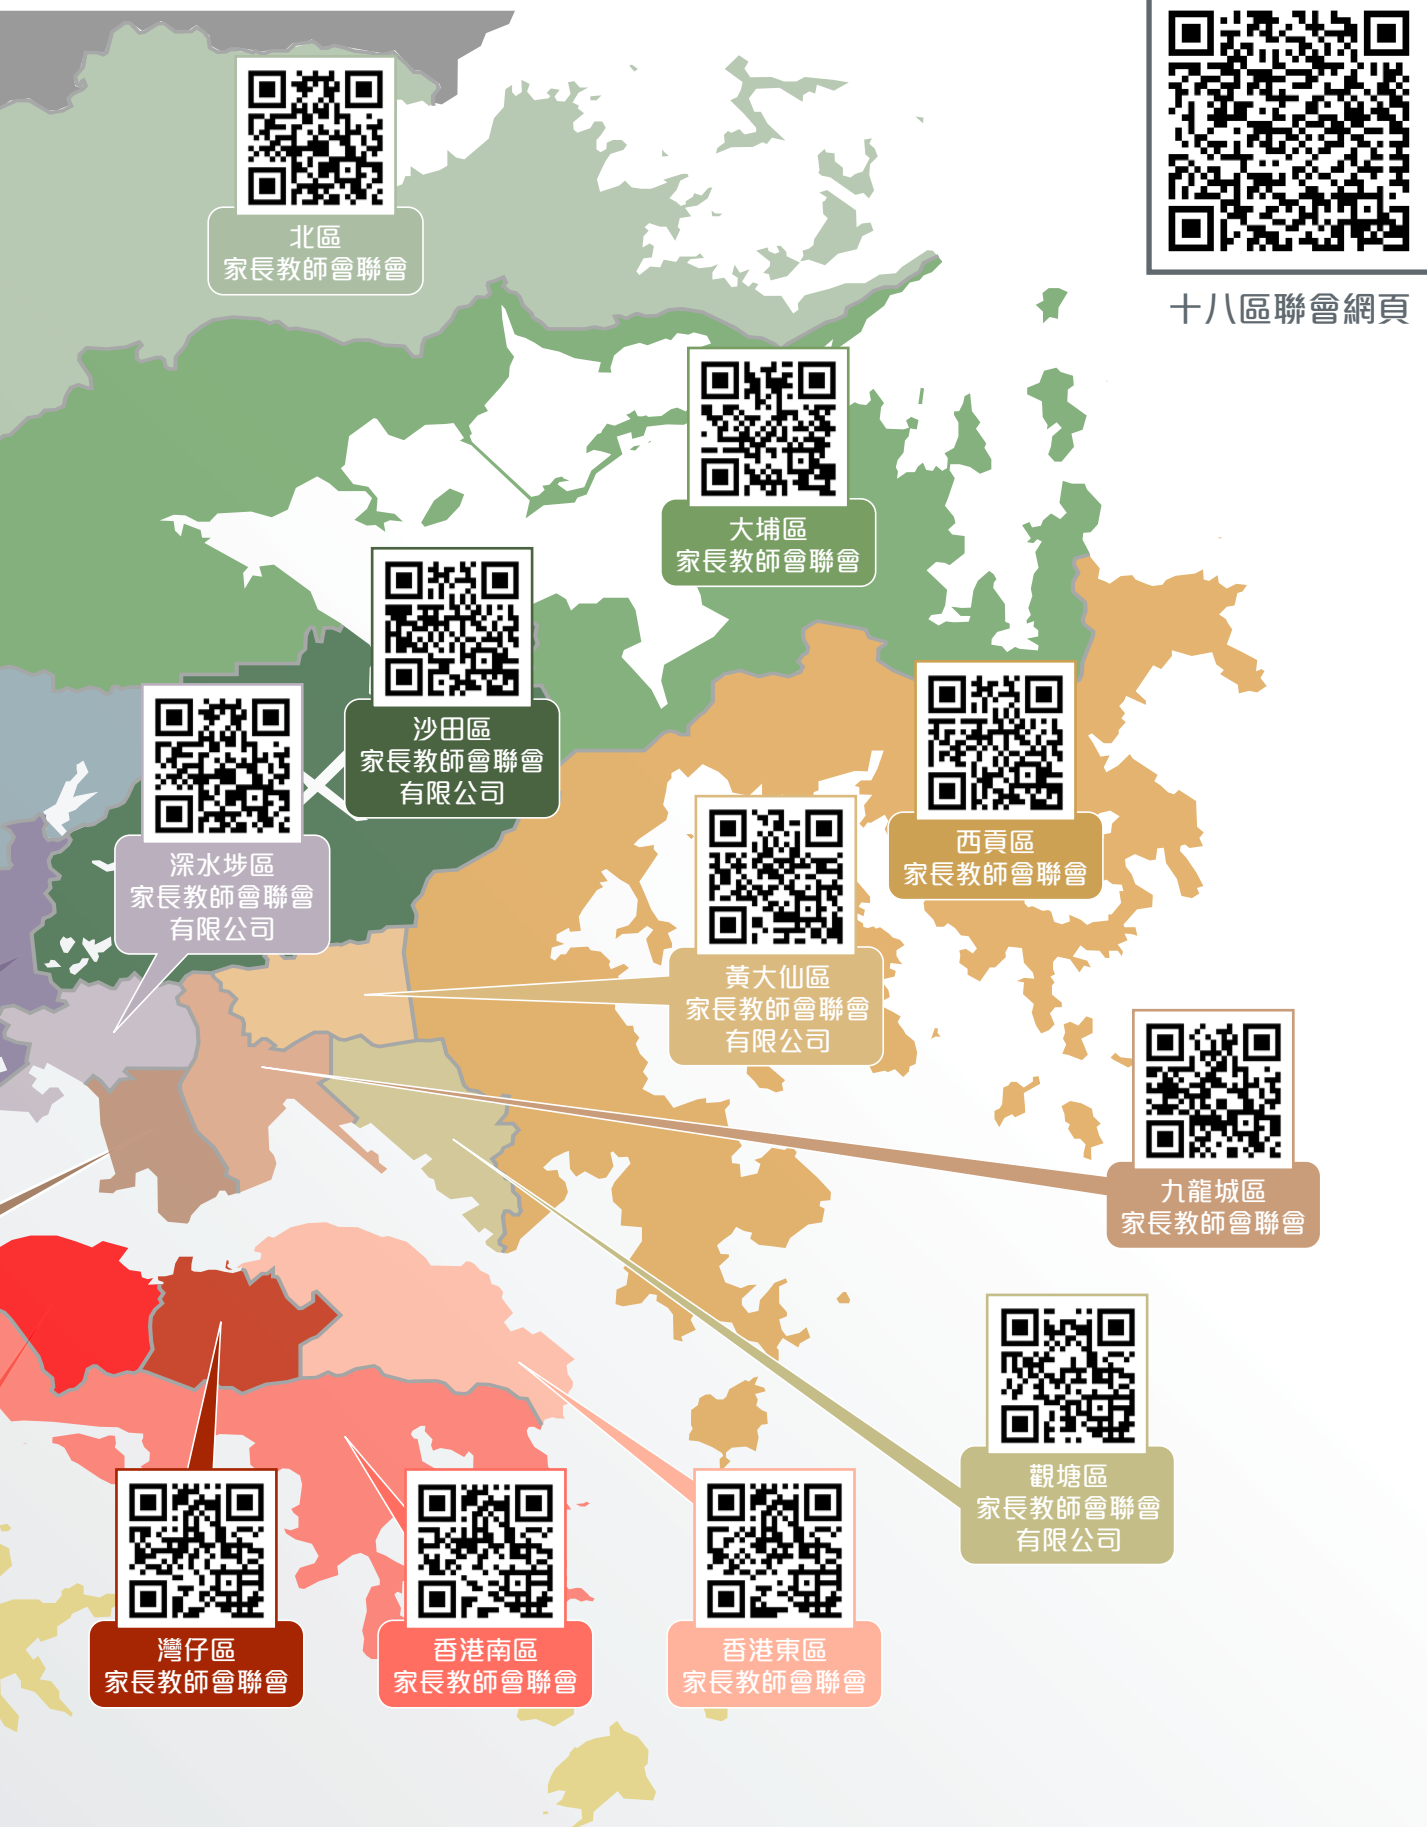 北區
家長教師會聯會
十八區聯會網頁
大埔區
家長教師會聯會
沙田區
家長教師會聯會
有限公司
深水埗區
家長教師會聯會
有限公司
西貢區
家長教師會聯會
黃大仙區
家長教師會聯會
有限公司
九龍城區
家長教師會聯會
觀塘區
家長教師會聯會
有限公司
灣仔區
家長教師會聯會
香港南區
家長教師會聯會
香港東區
家長教師會聯會